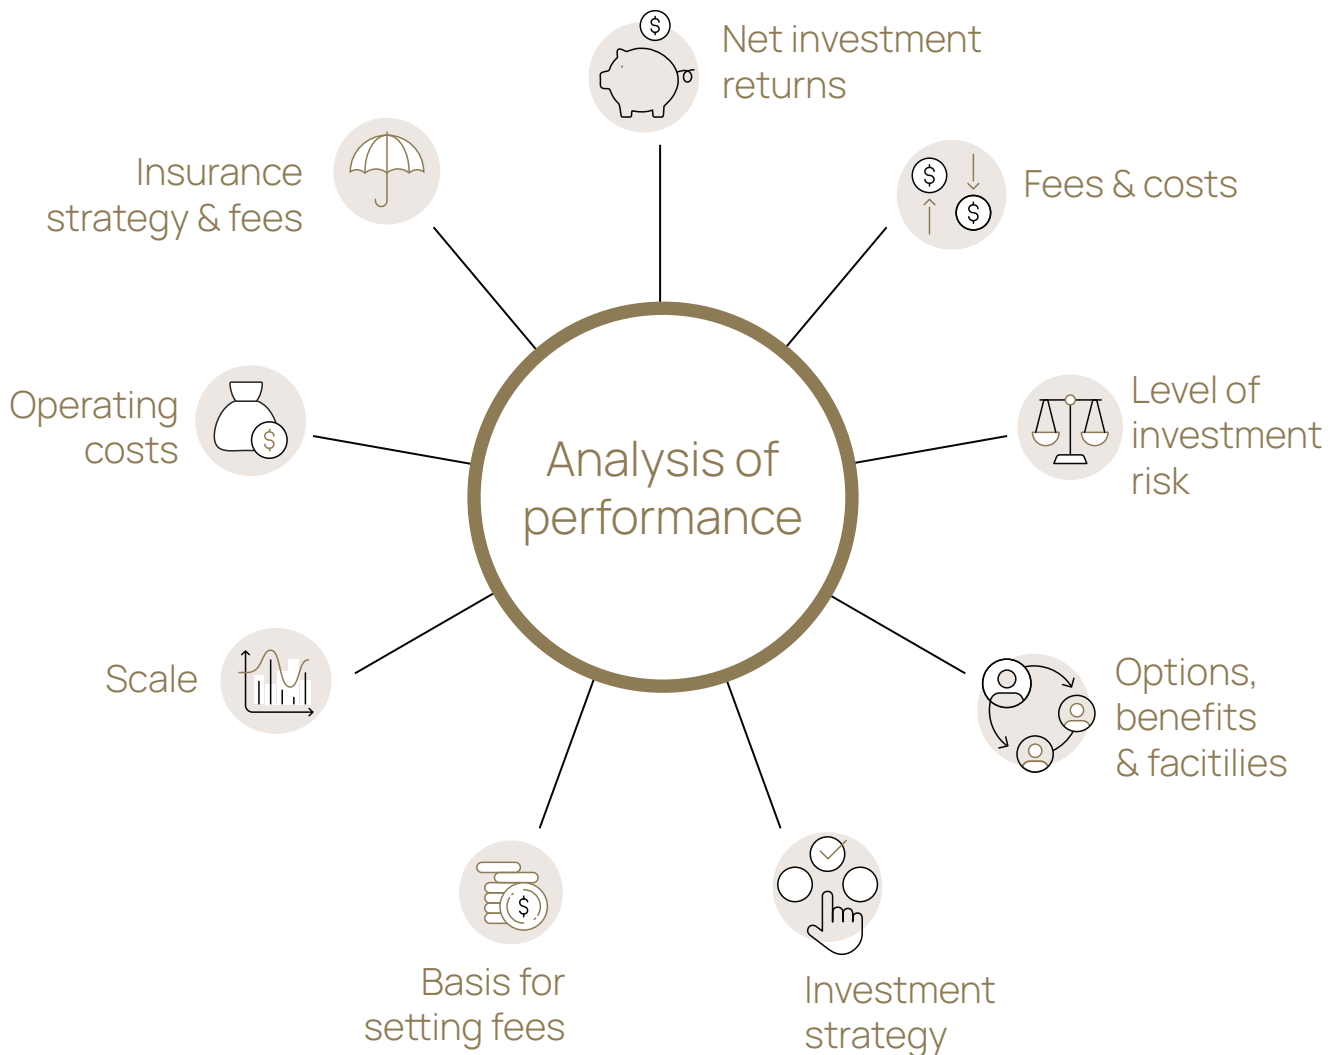 $
Net investment
returns
Insurance
strategy & fees
$
$
Fees & costs
Operating
costs
$
Level of
investment
risk
Analysis of
performance
Scale
Options,
benefits
& facitilies
$
Basis for
setting fees
Investment
strategy